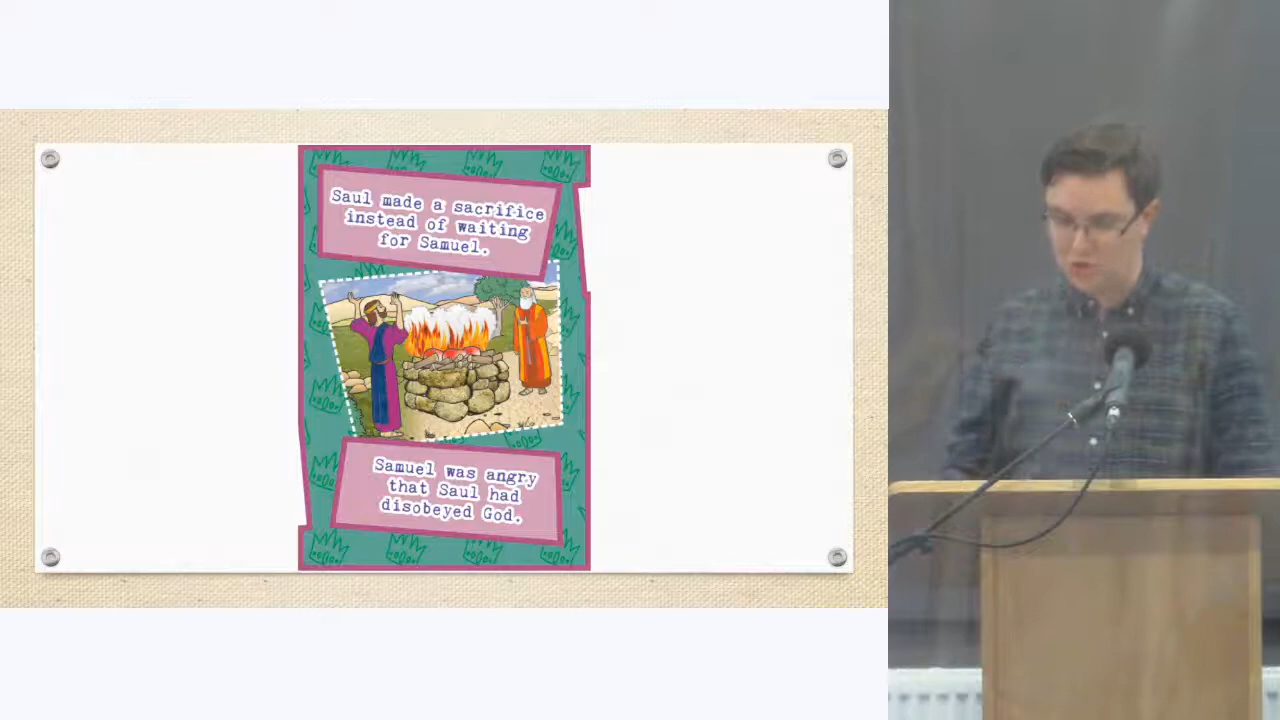 Saul made a sacrifice
instead of waiting
for Samuel.
Samuel was angry
that Saul had
disobeyed God.